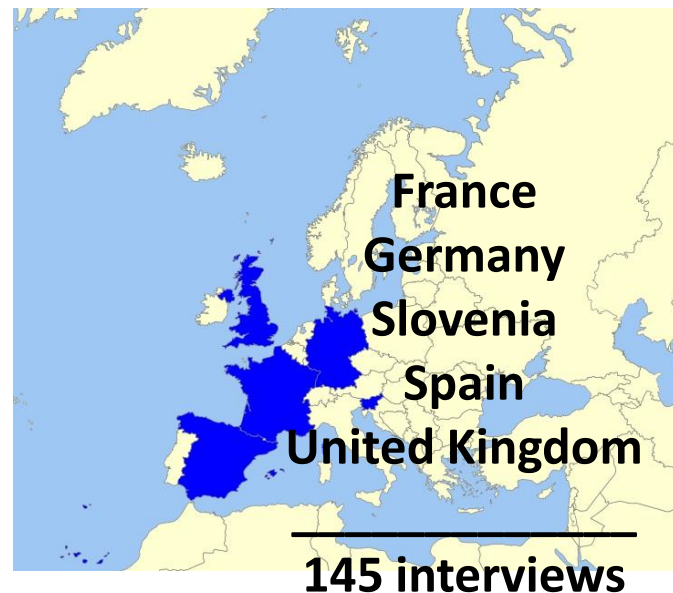 France
Germany
Slovenia
Spain
United Kingdom
145 interviews